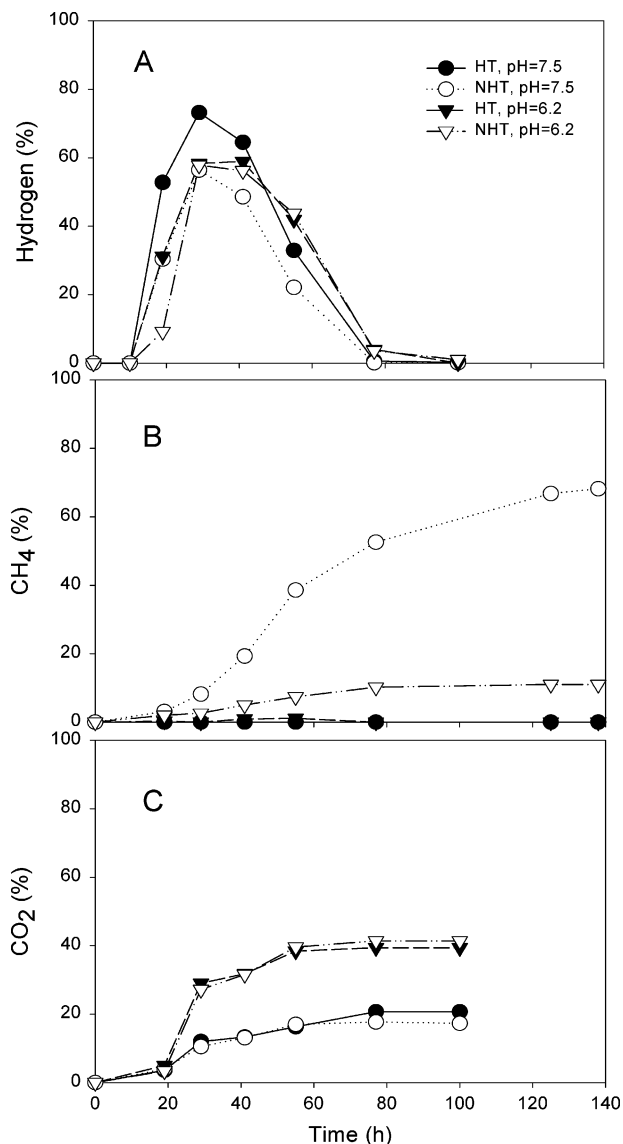 A
Hydrogen (%)
100
80
60
40
20
0
HT, pH=7.5
NHT, pH=7.5
HT, pH=6.2
NHT, pH=6.2
B
CH4 (%)
100
80
60
40
20
0
C
CO2 (%)
100
80
60
40
20
0
0 20 40 60 80 100 120 140
Time (h)